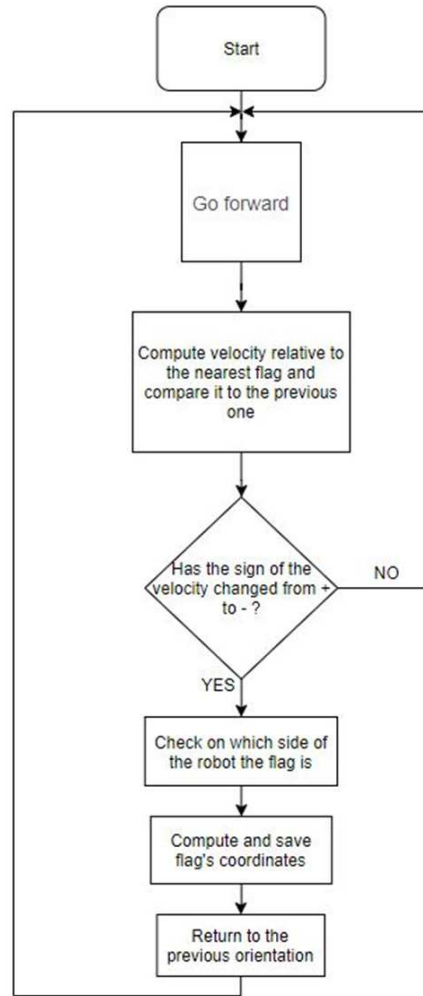 Start
Go forward
Compute velocity relative to
the nearest flag and
compare it to the previous
one
Has the sign of the
velocity changed from +
to - ?
NO
YES
Check on which side of
the robot the flag is
Compute and save
flag's coordinates
Return to the
previous orientation